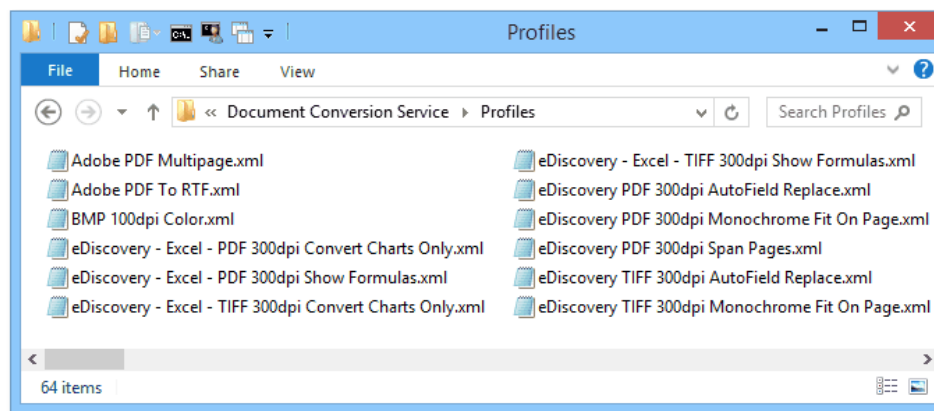 Profiles
File Home Share View
« Document Conversion Service Profiles Search Profiles
Adobe PDF Multipage.xml
Adobe PDF To RTF.xml
BMP 100dpi Color.xml
eDiscovery - Excel - PDF 300dpi Convert Charts Only.xml
eDiscovery - Excel - PDF 300dpi Show Formulas.xml
eDiscovery - Excel - TIFF 300dpi Convert Charts Only.xml
eDiscovery - Excel - TIFF 300dpi Show Formulas.xml
eDiscovery PDF 300dpi AutoField Replace.xml
eDiscovery PDF 300dpi Monochrome Fit On Page.xml
eDiscovery PDF 300dpi Span Pages.xml
eDiscovery TIFF 300dpi AutoField Replace.xml
eDiscovery TIFF 300dpi Monochrome Fit On Page.xml
64 items